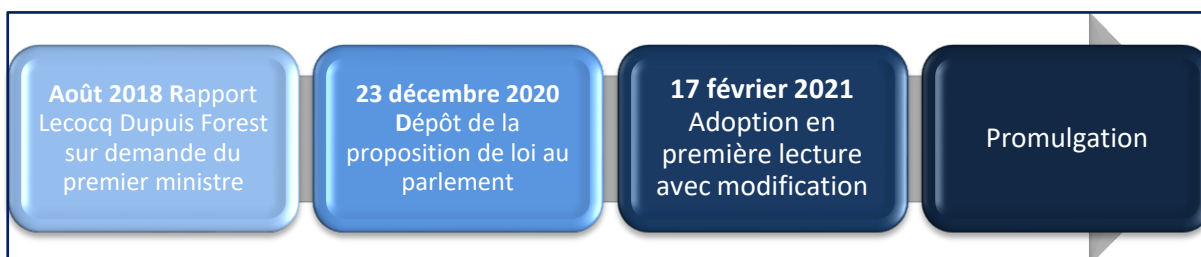 Août 2018 Rapport
Lecocq Dupuis Forest
sur demande du
premier ministre
23 décembre 2020
Dépôt de la
proposition de loi au
parlement
17 février 2021
Adoption en
première lecture
avec modification
Promulgation